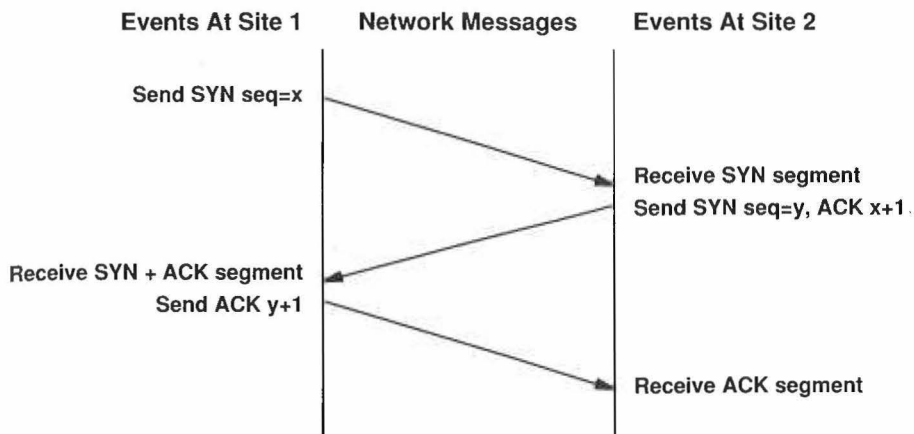 Events At Site 1
Network Messages
Events At Site 2
Send SYN seq=x
Receive SYN segment
Send SYN seq=y, ACK x+1
Receive SYN + ACK segment
Send ACK y+1
Receive ACK segment